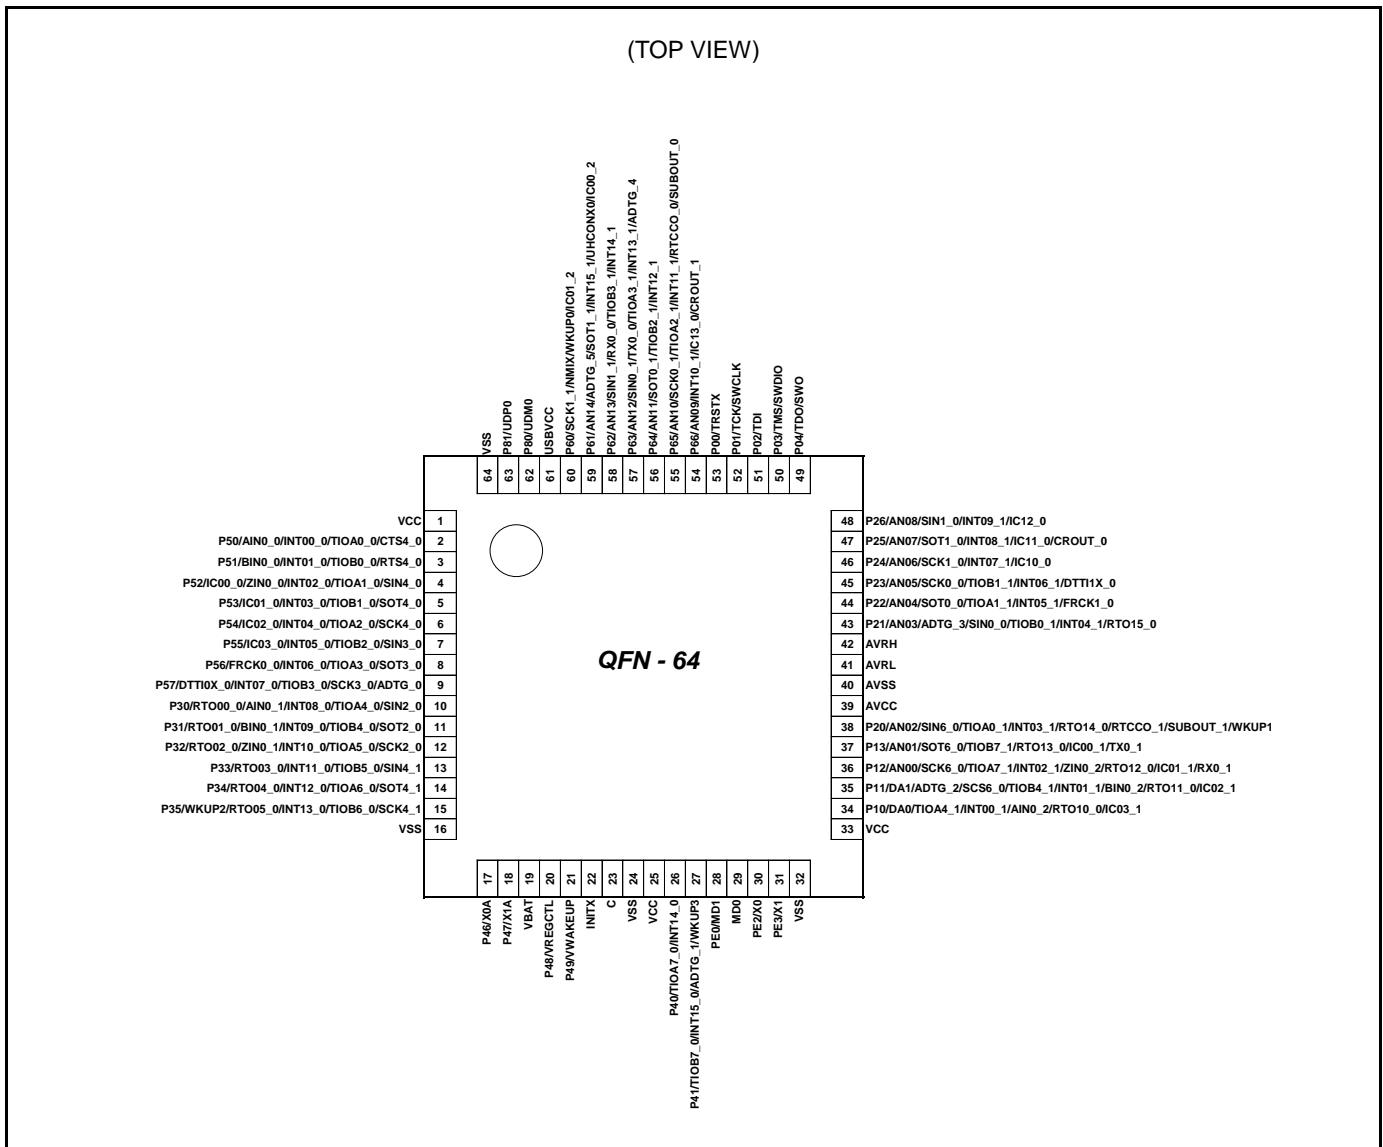 (TOP VIEW)
VSS
P81/UDP0
P80/UDM0
USBVCC
P60/SCK1_1/NMIX/WKUP0/IC01_2
P61/AN14/ADTG_5/SOT1_1/INT15_1/UHCONX0/IC00_2
P62/AN13/SIN1_1/RX0_0/TIOB3_1/INT14_1
P63/AN12/SIN0_1/TX0_0/TIOA3_1/INT13_1/ADTG_4
P64/AN11/SOT0_1/TIOB2_1/INT12_1
P65/AN10/SCK0_1/TIOA2_1/INT11_1/RTCCO_0/SUBOUT_0
P66/AN09/INT10_1/IC13_0/CROUT_1
P00/TRSTX
P01/TCK/SWCLK
P02/TDI
P03/TMS/SWDIO
P04/TDO/SWO
64 63 62 61 60 59 58 57 56 55 54 53 52 51 50 49
VCC 1
P50/AIN0_0/INT00_0/TIOA0_0/CTS4_0 2
P51/BIN0_0/INT01_0/TIOB0_0/RTS4_0 3
P52/IC00_0/ZIN0_0/INT02_0/TIOA1_0/SIN4_0 4
P53/IC01_0/INT03_0/TIOB1_0/SOT4_0 5
P54/IC02_0/INT04_0/TIOA2_0/SCK4_0 6
P55/IC03_0/INT05_0/TIOB2_0/SIN3_0 7
P56/FRCK0_0/INT06_0/TIOA3_0/SOT3_0 8
P57/DTTI0X_0/INT07_0/TIOB3_0/SCK3_0/ADTG_0 9
P30/RTO00_0/AIN0_1/INT08_0/TIOA4_0/SIN2_0 10
P31/RTO01_0/BIN0_1/INT09_0/TIOB4_0/SOT2_0 11
P32/RTO02_0/ZIN0_1/INT10_0/TIOA5_0/SCK2_0 12
P33/RTO03_0/INT11_0/TIOB5_0/SIN4_1 13
P34/RTO04_0/INT12_0/TIOA6_0/SOT4_1 14
P35/WKUP2/RTO05_0/INT13_0/TIOB6_0/SCK4_1 15
VSS 16
QFN - 64
48 P26/AN08/SIN1_0/INT09_1/IC12_0
47 P25/AN07/SOT1_0/INT08_1/IC11_0/CROUT_0
46 P24/AN06/SCK1_0/INT07_1/IC10_0
45 P23/AN05/SCK0_0/TIOB1_1/INT06_1/DTTI1X_0
44 P22/AN04/SOT0_0/TIOA1_1/INT05_1/FRCK1_0
43 P21/AN03/ADTG_3/SIN0_0/TIOB0_1/INT04_1/RTO15_0
42 AVRH
41 AVRL
40 AVSS
39 AVCC
38 P20/AN02/SIN6_0/TIOA0_1/INT03_1/RTO14_0/RTCCO_1/SUBOUT_1/WKUP1
37 P13/AN01/SOT6_0/TIOB7_1/RTO13_0/IC00_1/TX0_1
36 P12/AN00/SCK6_0/TIOA7_1/INT02_1/ZIN0_2/RTO12_0/IC01_1/RX0_1
35 P11/DA1/ADTG_2/SCS6_0/TIOB4_1/INT01_1/BIN0_2/RTO11_0/IC02_1
34 P10/DA0/TIOA4_1/INT00_1/AIN0_2/RTO10_0/IC03_1
33 VCC
17 18 19 20 21 22 23 24 25 26 27 28 29 30 31 32
P46/X0A
P47/X1A
VBAT
P48/VREGCTL
P49/VWAKEUP
INITX
C
VSS
VCC
P40/TIOA7_0/INT14_0
P41/TIOB7_0/INT15_0/ADTG_1/WKUP3
PE0/MD1
MD0
PE2/X0
PE3/X1
VSS